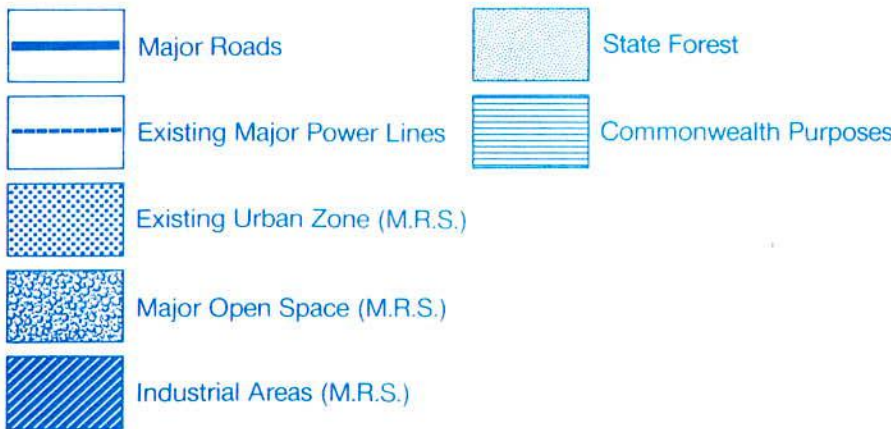 Major Roads
Existing Major Power Lines
Existing Urban Zone (M.R.S.)
Major Open Space (M.R.S.)
Industrial Areas (M.R.S.)
State Forest
Commonwealth Purposes